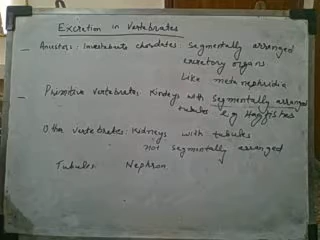 Excretion in Vertebrates
- Ancestors: Invertebrate chordates: Segmentally arranged
excretory organs
Like metanephridia
- Primitive vertebrates: Kidneys with segmentally arranged
tubules e.g Hagfishes
Other vertebrates: Kidneys with tubules
not segmentally arranged
Tubules Nephron